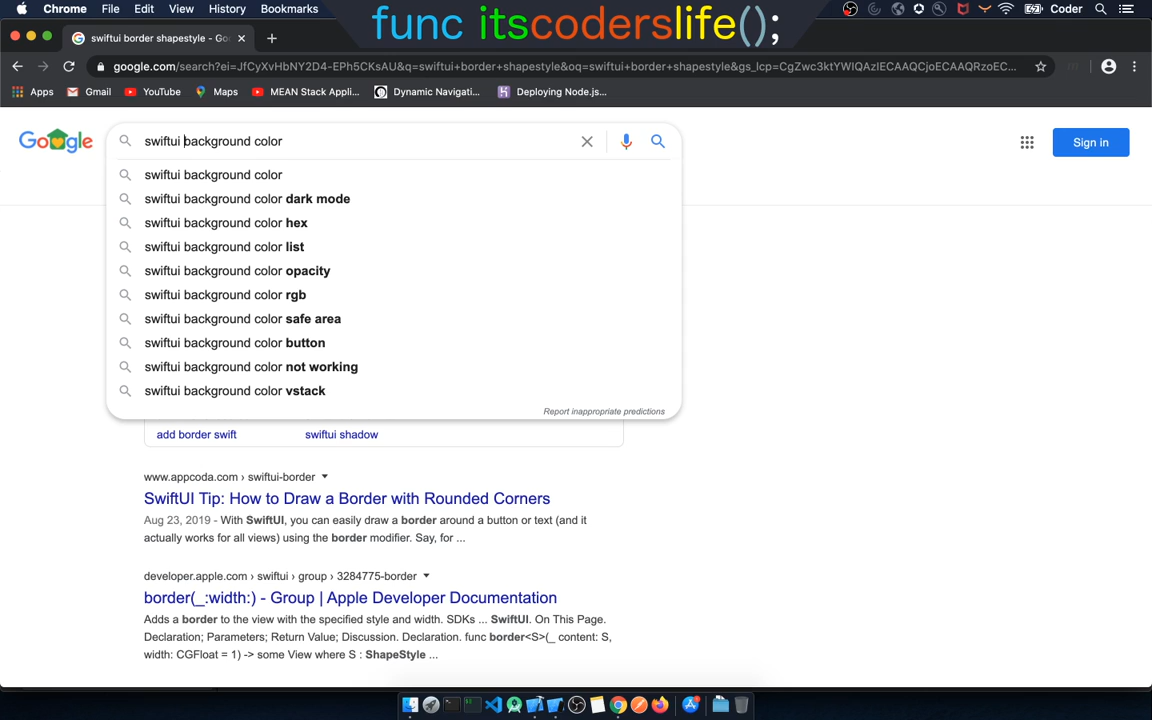 Chrome File Edit View History Bookmarks
func itscoderslife();
Coder
swiftui border shapestyle - Goo
google.com/search?ei=JfCyXvHbNY2D4-EPh5CKsAU&q=swiftui+border+shapestyle&oq=swiftui+border+shapestyle&gs_lcp=CgZwc3ktYWIQAzIECAAQCjoECAAQRzoEC...
Apps Gmail YouTube Maps MEAN Stack Appli... Dynamic Navigati... Deploying Node.js...
Google
swiftui background color
Sign in
swiftui background color
swiftui background color dark mode
swiftui background color hex
swiftui background color list
swiftui background color opacity
swiftui background color rgb
swiftui background color safe area
swiftui background color button
swiftui background color not working
swiftui background color vstack
Report inappropriate predictions
add border swift swiftui shadow
www.appcoda.com › swiftui-border
SwiftUI Tip: How to Draw a Border with Rounded Corners
Aug 23, 2019 - With SwiftUI, you can easily draw a border around a button or text (and it
actually works for all views) using the border modifier. Say, for ...
developer.apple.com › swiftui › group › 3284775-border
border(_:width:) - Group | Apple Developer Documentation
Adds a border to the view with the specified style and width. SDKs ... SwiftUI. On This Page.
Declaration; Parameters; Return Value; Discussion. Declaration. func border<S>(_ content: S,
width: CGFloat = 1) -> some View where S : ShapeStyle ...